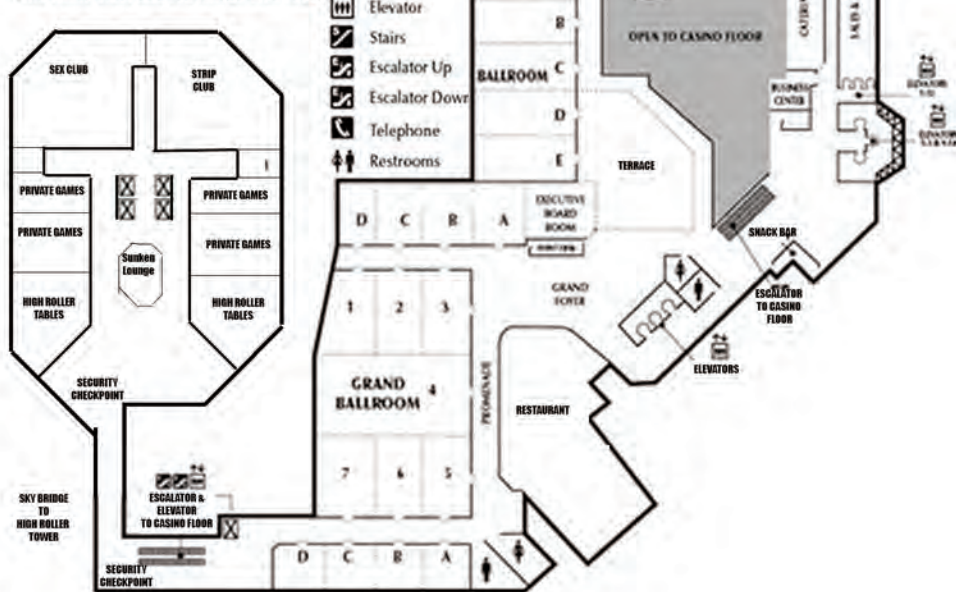 Elevator
Stairs
Escalator Up
Escalator Down
Telephone
Restrooms
SEX CLUB
STRIP
CLUB
1
PRIVATE GAMES
PRIVATE GAMES
PRIVATE GAMES
PRIVATE GAMES
Sunken
Lounge
HIGH ROLLER
TABLES
HIGH ROLLER
TABLES
SECURITY
CHECKPOINT
SKY BRIDGE
TO
HIGH ROLLER
TOWER
ESCALATOR &
ELEVATOR
TO CASINO FLOOR
SECURITY
CHECKPOINT
B
BALLROOM C
D
E
OPEN TO CASINO FLOOR
BUSINESS
CENTER
ELEVATORS
ELEVATORS
TERRACE
D C B A
EXECUTIVE
BOARD
ROOM
SNACK BAR
GRAND
FOYER
ESCALATOR
TO CASINO
FLOOR
ELEVATORS
1 2 3
GRAND
BALLROOM 4
7 6 5
PROMENADE
RESTAURANT
D C B A